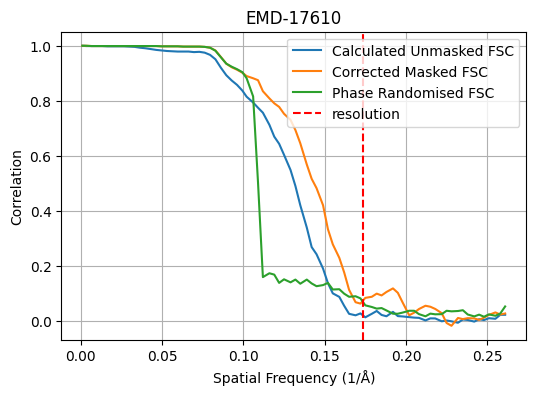 EMD-17610
Calculated Unmasked FSC
Corrected Masked FSC
Phase Randomised FSC
resolution
Correlation
1.0
0.8
0.6
0.4
0.2
0.0
0.00 0.05 0.10 0.15 0.20 0.25
Spatial Frequency (1/Å)